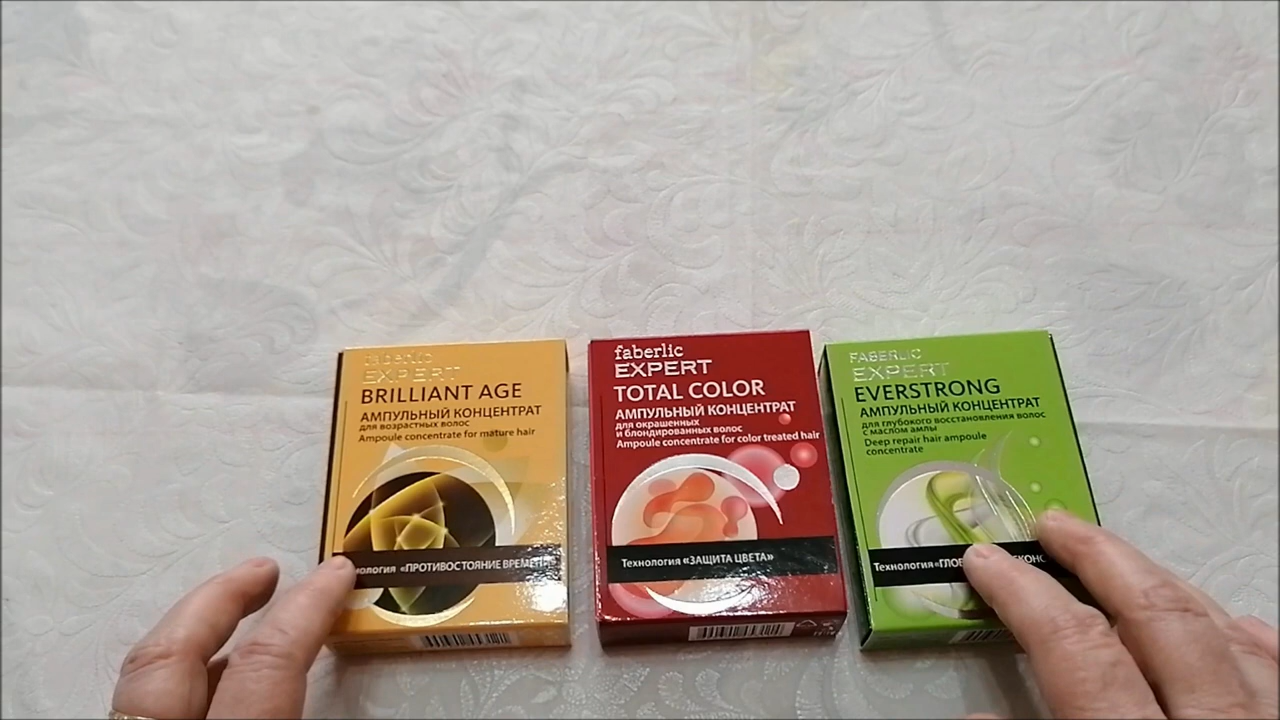 faberlic
EXPERT
BRILLIANT AGE
АМПУЛЬНЫЙ КОНЦЕНТРАТ
для возрастных волос
Ampoule concentrate for mature hair
«ПРОТИВОСТОЯНИЕ ВРЕМЕНИ»
faberlic
EXPERT
TOTAL COLOR
АМПУЛЬНЫЙ КОНЦЕНТРАТ
для окрашенных
и блондированных волос
Ampoule concentrate for color treated hair
Технология «ЗАЩИТА ЦВЕТА»
FABERLIC
EXPERT
EVERSTRONG
АМПУЛЬНЫЙ КОНЦЕНТРАТ
для глубокого восстановления волос
с маслом амлы
Deep repair hair ampoule
concentrate
Технология